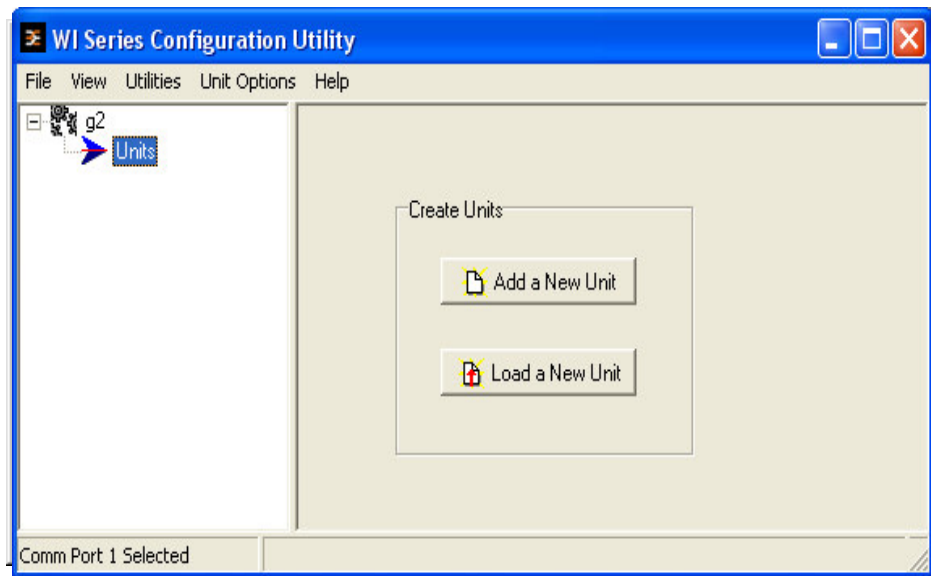 WI Series Configuration Utility
File View Utilities Unit Options Help
g2
Units
Create Units
Add a New Unit
Load a New Unit
Comm Port 1 Selected